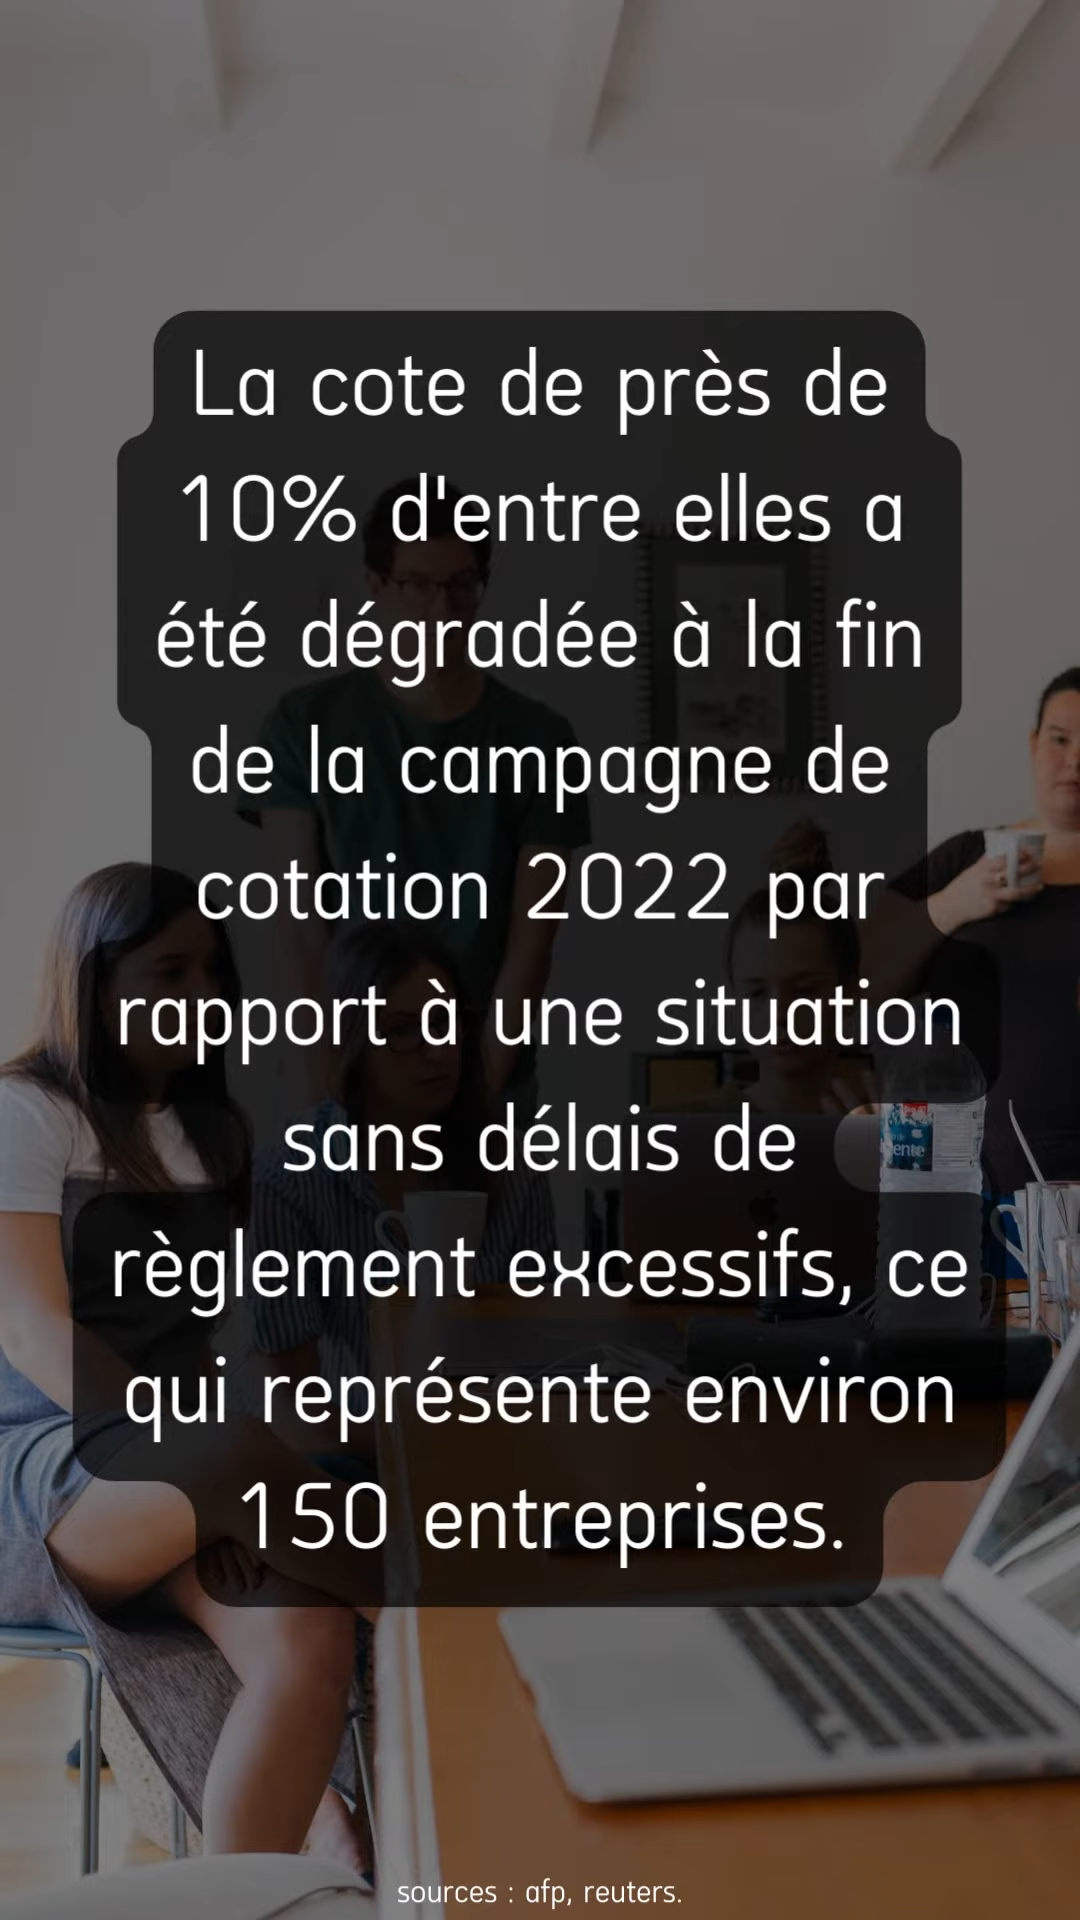 La cote de près de
10% d'entre elles a
été dégradée à la fin
de la campagne de
cotation 2022 par
rapport à une situation
sans délais de
règlement excessifs, ce
qui représente environ
150 entreprises.
sources : afp, reuters.